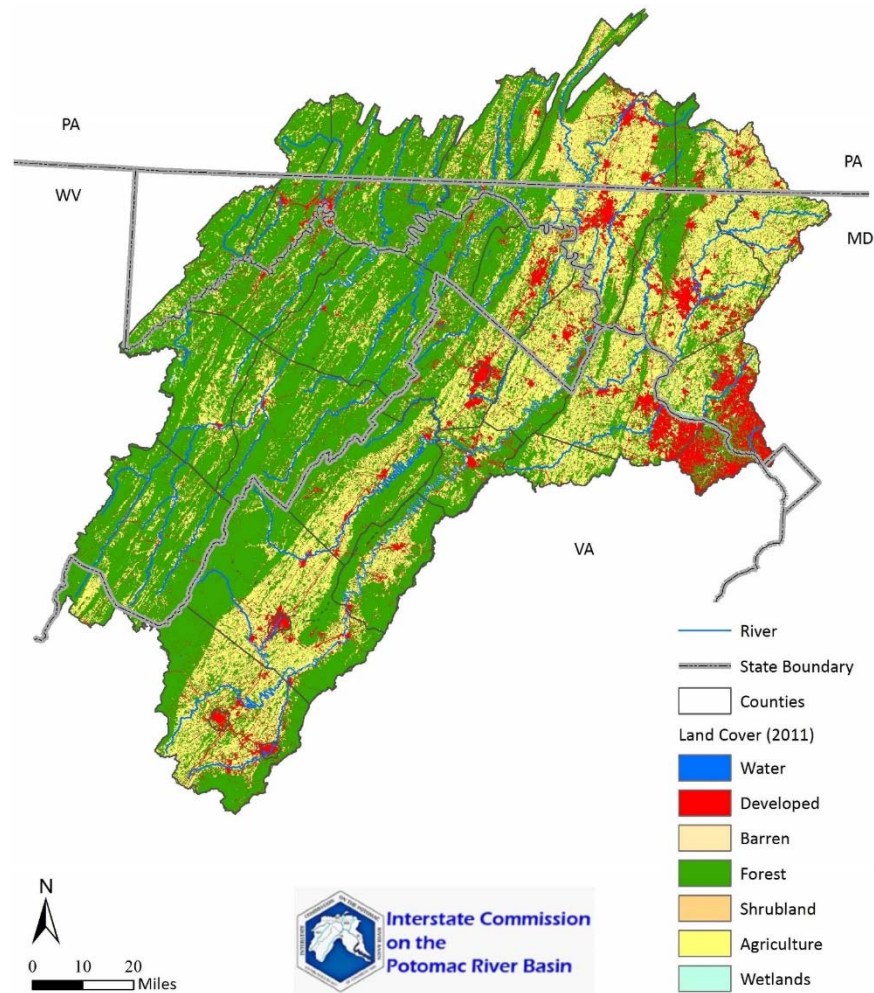 PA
PA
WV
MD
VA
River
State Boundary
Counties
Land Cover (2011)
Water
Developed
Barren
Forest
Shrubland
Agriculture
Wetlands
N
0 10 20
Miles
Interstate Commission
on the
Potomac River Basin